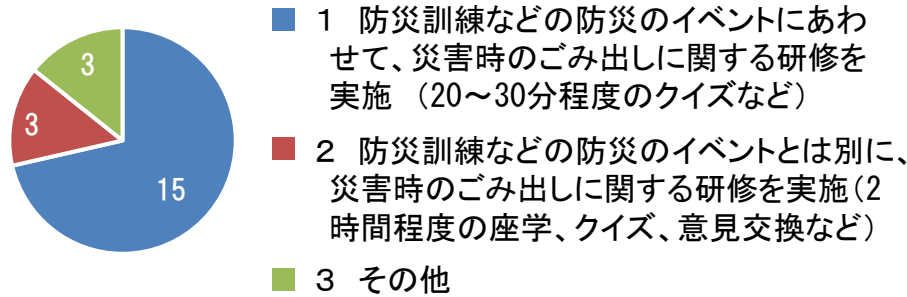 3
3
15
1 防災訓練などの防災のイベントにあわ
せて、災害時のごみ出しに関する研修を
実施 （20～30分程度のクイズなど）
2 防災訓練などの防災のイベントとは別に、
災害時のごみ出しに関する研修を実施（2
時間程度の座学、クイズ、意見交換など）
3 その他